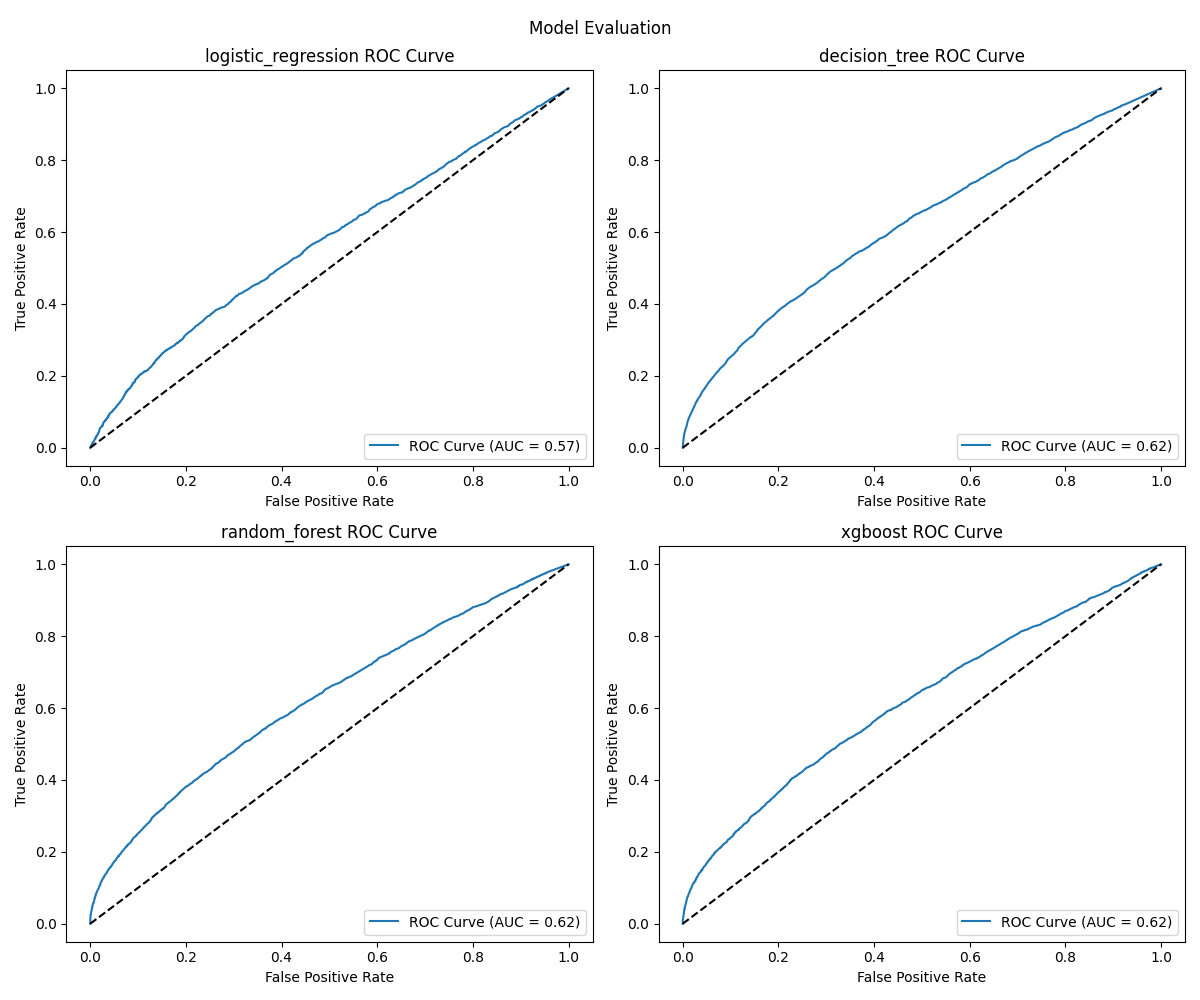 Model Evaluation
logistic_regression ROC Curve
1.0
0.8
0.6
0.4
0.2
0.0
True Positive Rate
ROC Curve (AUC = 0.57)
0.0 0.2 0.4 0.6 0.8 1.0
False Positive Rate
decision_tree ROC Curve
1.0
0.8
0.6
0.4
0.2
0.0
True Positive Rate
ROC Curve (AUC = 0.62)
0.0 0.2 0.4 0.6 0.8 1.0
False Positive Rate
random_forest ROC Curve
1.0
0.8
0.6
0.4
0.2
0.0
True Positive Rate
ROC Curve (AUC = 0.62)
0.0 0.2 0.4 0.6 0.8 1.0
False Positive Rate
xgboost ROC Curve
1.0
0.8
0.6
0.4
0.2
0.0
True Positive Rate
ROC Curve (AUC = 0.62)
0.0 0.2 0.4 0.6 0.8 1.0
False Positive Rate